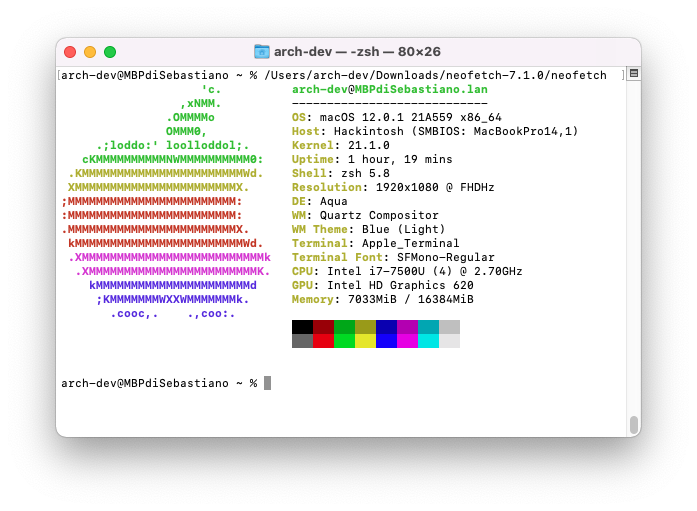 arch-dev — -zsh — 80×26
[arch-dev@MBPdiSebastiano ~ % /Users/arch-dev/Downloads/neofetch-7.1.0/neofetch ]
'c. arch-dev@MBPdiSebastiano.lan
,xNMM. ----------------------------
.OMMMMo OS: macOS 12.0.1 21A559 x86_64
OMMM0, Host: Hackintosh (SMBIOS: MacBookPro14,1)
.;loddo:' loolloddol;. Kernel: 21.1.0
cKMMMMMMMMMMNWMMMMMMMMMM0: Uptime: 1 hour, 19 mins
.KMMMMMMMMMMMMMMMMMMMMMMMWd. Shell: zsh 5.8
XMMMMMMMMMMMMMMMMMMMMMMMX. Resolution: 1920x1080 @ FHDHz
;MMMMMMMMMMMMMMMMMMMMMMMM: DE: Aqua
:MMMMMMMMMMMMMMMMMMMMMMMM: WM: Quartz Compositor
.MMMMMMMMMMMMMMMMMMMMMMMMX. WM Theme: Blue (Light)
kMMMMMMMMMMMMMMMMMMMMMMMMWd. Terminal: Apple_Terminal
.XMMMMMMMMMMMMMMMMMMMMMMMMMMk Terminal Font: SFMono-Regular
.XMMMMMMMMMMMMMMMMMMMMMMMMK. CPU: Intel i7-7500U (4) @ 2.70GHz
kMMMMMMMMMMMMMMMMMMMMMMd GPU: Intel HD Graphics 620
;KMMMMMMMWXXWMMMMMMMk. Memory: 7033MiB / 16384MiB
.cooc,. .,coo:.
arch-dev@MBPdiSebastiano ~ %